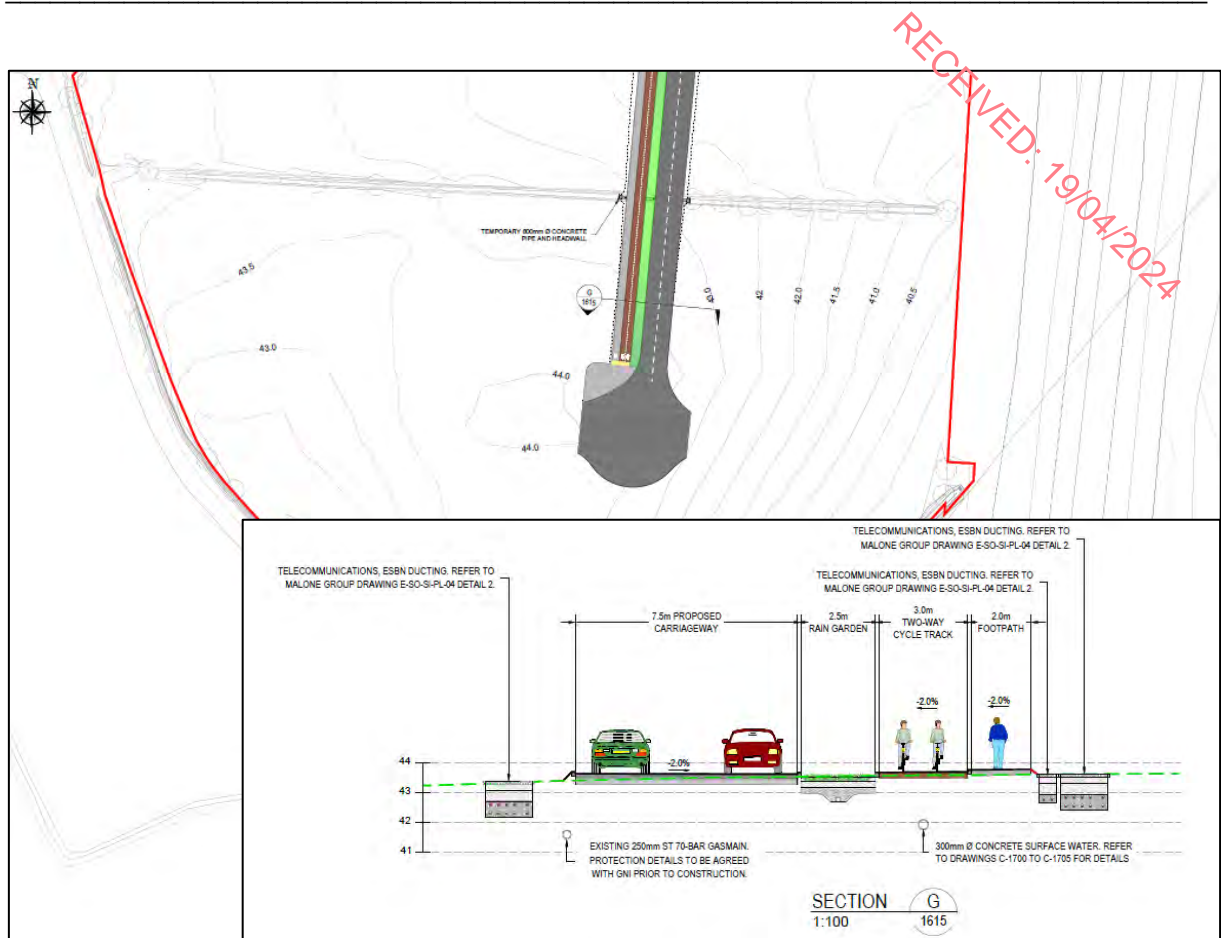 RECEIVED: 19/04/2024
N
TEMPORARY 600mm Ø CONCRETE
PIPE AND HEADWALL
43.5
G
1615
43.0
42
42.0
41.5
41.0
40.5
43.0
44.0
44.0
TELECOMMUNICATIONS, ESBN DUCTING. REFER TO
MALONE GROUP DRAWING E-SO-SI-PL-04 DETAIL 2.
TELECOMMUNICATIONS, ESBN DUCTING. REFER TO
MALONE GROUP DRAWING E-SO-SI-PL-04 DETAIL 2.
TELECOMMUNICATIONS, ESBN DUCTING. REFER TO
MALONE GROUP DRAWING E-SO-SI-PL-04 DETAIL 2.
7.5m PROPOSED
CARRIAGEWAY
2.5m
RAIN GARDEN
3.0m
TWO-WAY
CYCLE TRACK
2.0m
FOOTPATH
-2.0%
-2.0%
-2.0%
44
43
42
41
EXISTING 250mm ST 70-BAR GASMAIN.
PROTECTION DETAILS TO BE AGREED
WITH GNI PRIOR TO CONSTRUCTION.
300mm Ø CONCRETE SURFACE WATER. REFER
TO DRAWINGS C-1700 TO C-1705 FOR DETAILS
SECTION
1:100
G
1615